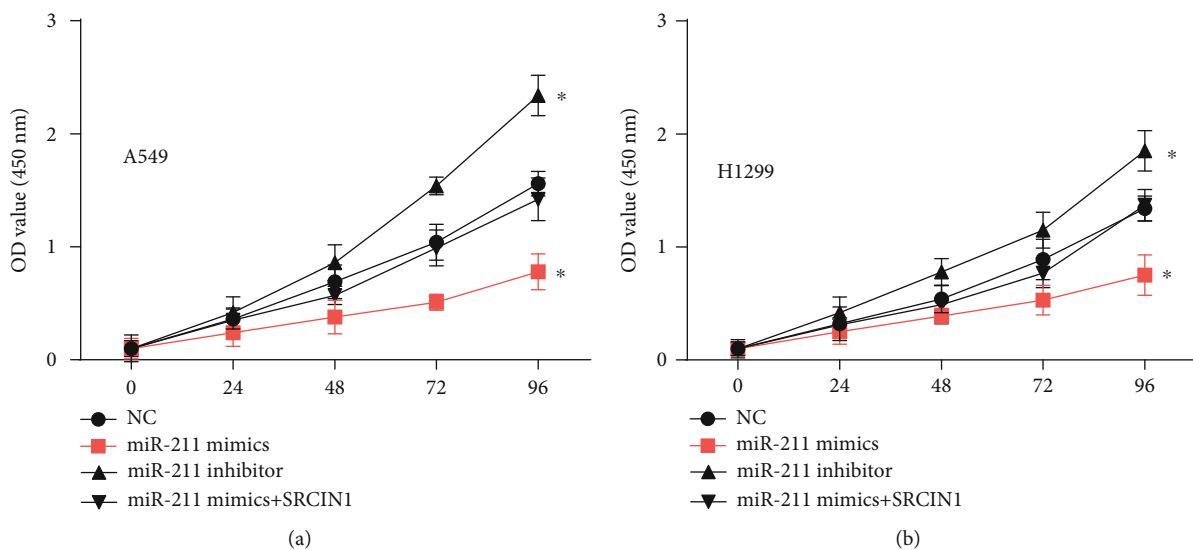 3
2
1
0
OD value (450 nm)
A549
*
*
0 24 48 72 96
NC
miR-211 mimics
miR-211 inhibitor
miR-211 mimics+SRCIN1
(a)
3
2
1
0
OD value (450 nm)
H1299
*
*
0 24 48 72 96
NC
miR-211 mimics
miR-211 inhibitor
miR-211 mimics+SRCIN1
(b)